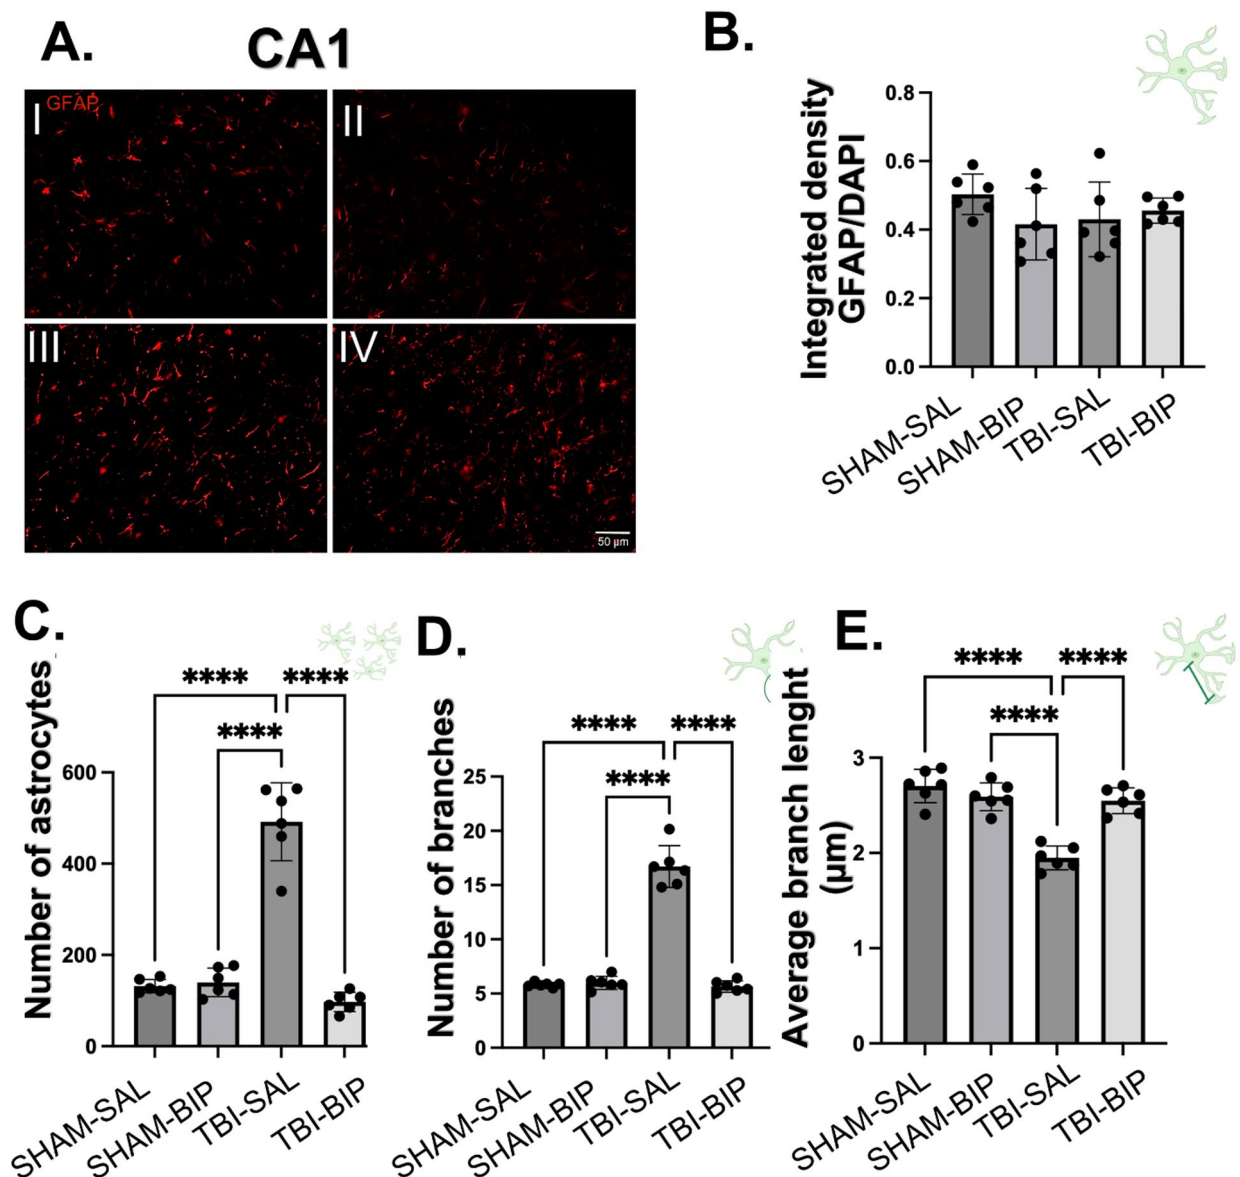 A.
CA1
I
GFAP
II
III
IV
50 µm
B.
Integrated density
GFAP/DAPI
0.8
0.6
0.4
0.2
0.0
SHAM-SAL
SHAM-BIP
TBI-SAL
TBI-BIP
C.
Number of astrocytes
****
****
****
600
400
200
0
SHAM-SAL
SHAM-BIP
TBI-SAL
TBI-BIP
D.
Number of branches
****
****
****
25
20
15
10
5
0
SHAM-SAL
SHAM-BIP
TBI-SAL
TBI-BIP
E.
Average branch lenght
(µm)
****
****
****
3
2
1
0
SHAM-SAL
SHAM-BIP
TBI-SAL
TBI-BIP